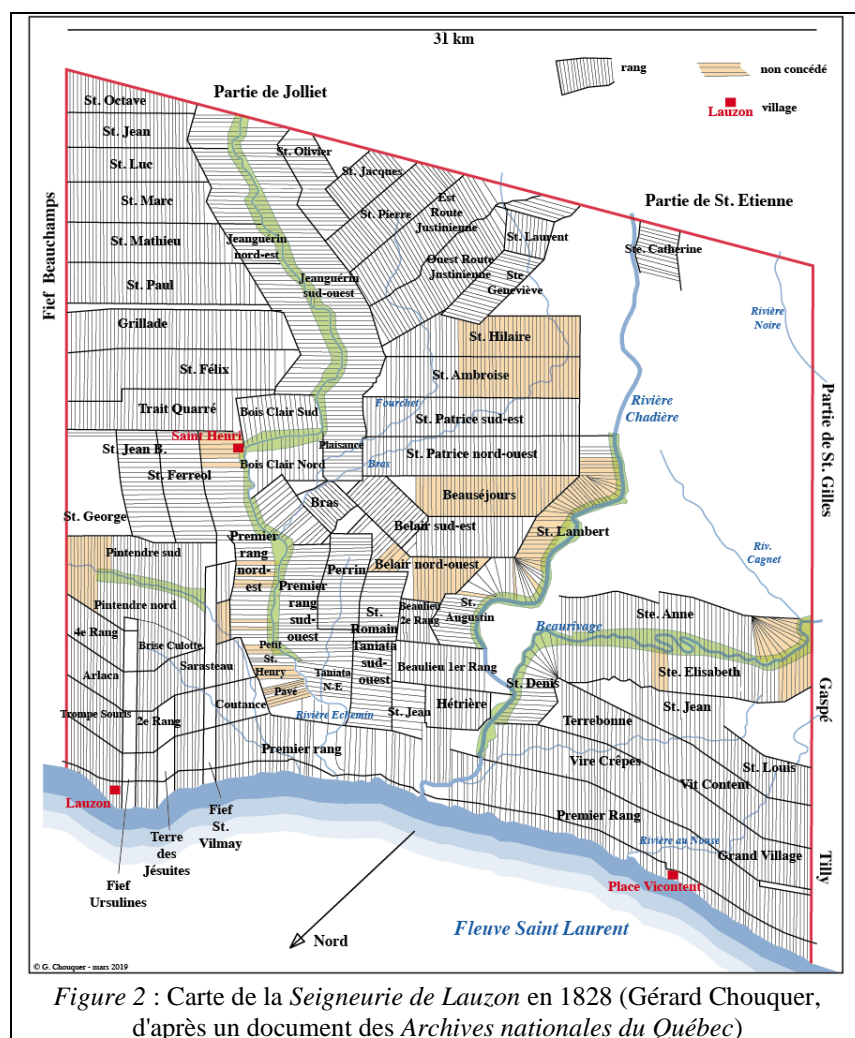 31 km
rang
non concédé
Lauzon
village
Partie de Jolliet
Partie de St. Etienne
Fief Beauchamps
Partie de St. Gilles
Gaspé
Tilly
St. Octave
St. Jean
St. Luc
St. Marc
St. Mathieu
St. Paul
Grillade
St. Félix
Trait Quarré
St. Olivier
St. Jacques
St. Pierre
Est
Route
Justinienne
Ouest Route
Justinienne
St. Laurent
Ste
Geneviève
Ste. Catherine
Jeanguérin
nord-est
Jeanguérin
sud-ouest
Rivière
Noire
St. Hilaire
St. Ambroise
St. Patrice sud-est
St. Patrice nord-ouest
Beauséjours
Rivière
Chadière
Fourchet
Bras
Bois Clair Sud
Saint Henri
Plaisance
Bois Clair Nord
St. Jean B.
St. Ferreol
St. George
Bras
Belair sud-est
St. Lambert
Riv.
Cagnet
Pintendre sud
Premier
rang
nord-est
Perrin
Belair nord-ouest
Pintendre nord
Premier
rang
sud-
ouest
St.
Romain
Taniata
sud-
ouest
Beaulieu
2e Rang
St.
Augustin
Beaurivage
Ste. Anne
4e Rang
Brise Culotte
Sarasteau
Petit
St.
Henry
Pavé
Taniata
N-E
Beaulieu 1er Rang
St. Denis
Ste. Elisabeth
Arlaca
Coutance
Rivière Echemin
St. Jean
Hétrière
St. Jean
Terrebonne
Trompe Souris
2e Rang
Premier rang
Vire Crêpes
Vit Content
St. Louis
Premier Rang
Rivière au Nouse
Grand Village
Lauzon
Fief
St.
Vilmay
Terre
des
Jésuites
Fief
Ursulines
Place Vicontent
Nord
Fleuve Saint Laurent
© G. Chouquer - mars 2019
Figure 2 : Carte de la Seigneurie de Lauzon en 1828 (Gérard Chouquer,
d'après un document des Archives nationales du Québec)